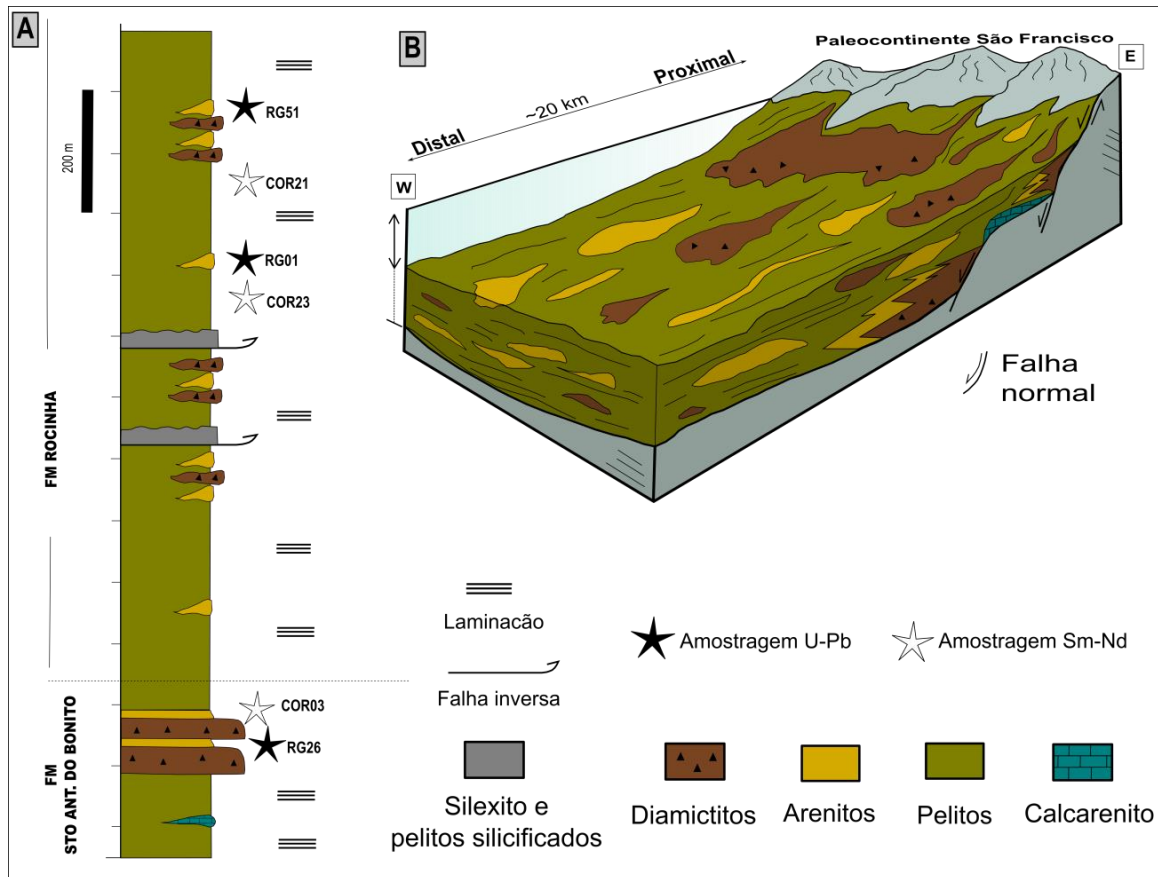 A
FM ROCINHA
FM
STO ANT. DO BONITO
200 m
RG51
COR21
RG01
COR23
COR03
RG26
B
Paleocontinente São Francisco
E
Proximal
~20 km
Distal
W
Falha
normal
Laminacão
Falha inversa
Amostragem U-Pb
Amostragem Sm-Nd
Silexito e
pelitos silicificados
Diamictitos
Arenitos
Pelitos
Calcarenito